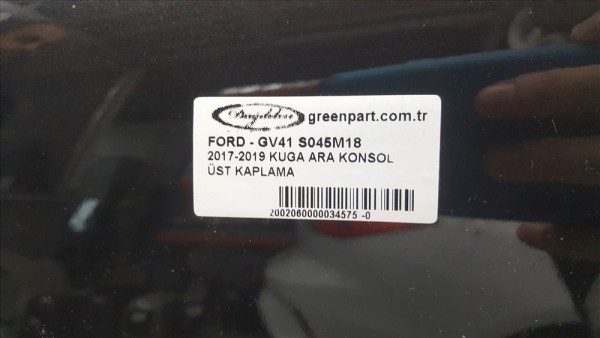 greenpart.com.tr
FORD - GV41 S045M18
2017-2019 KUGA ARA KONSOL
ÜST KAPLAMA
2002060000034575 -0